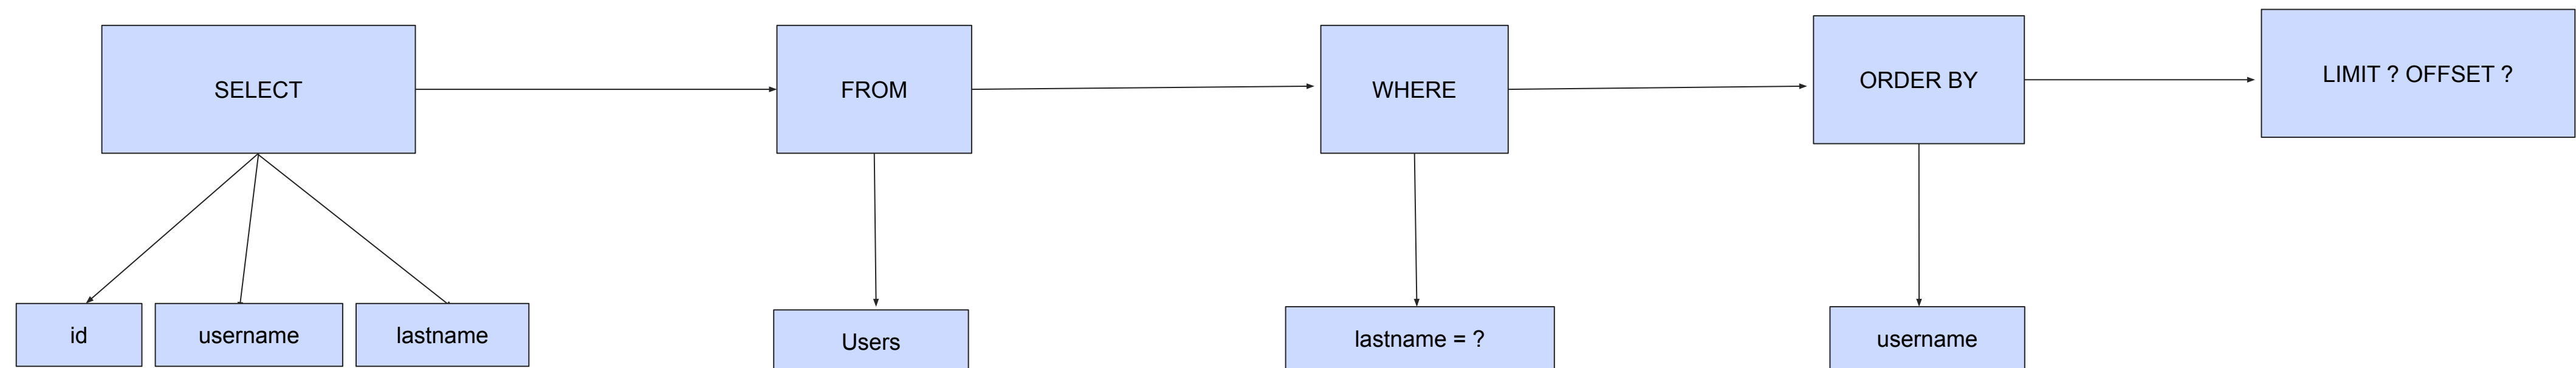 SELECT
FROM
WHERE
ORDER BY
LIMIT ? OFFSET ?
id
username
lastname
Users
lastname = ?
username